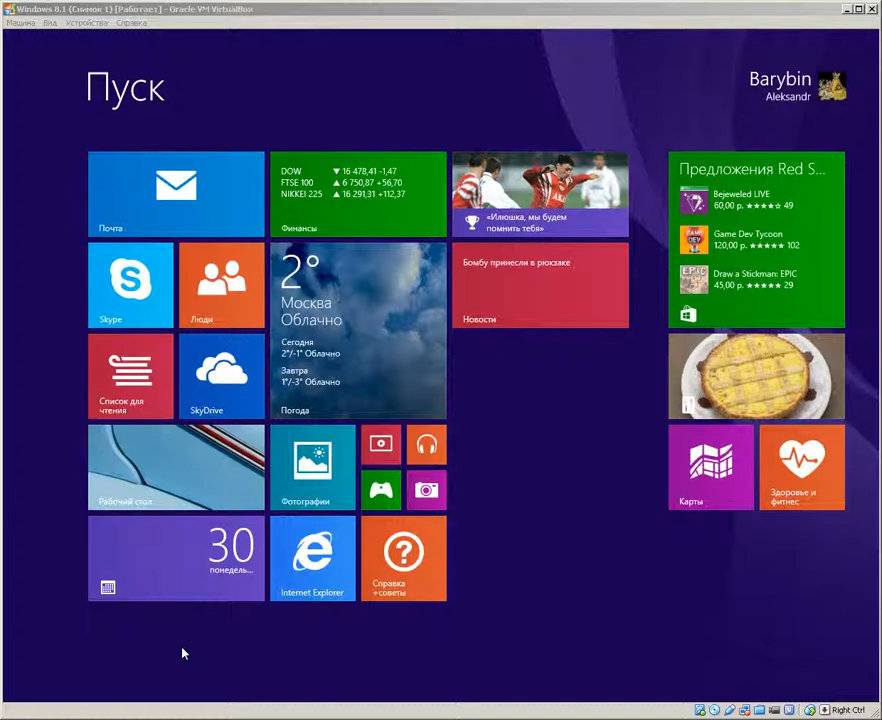 Windows 8.1 (Снимок 1) [Работает] - Oracle VM VirtualBox
Машина Вид Устройства Справка
Пуск
Barybin
Aleksandr
Почта
DOW ▼ 16 478,41 -1,47
FTSE 100 ▲ 6 750,87 +56,70
NIKKEI 225 ▲ 16 291,31 +112,37
Финансы
«Илюшка, мы будем
помнить тебя»
Предложения Red S...
Bejeweled LIVE
60,00 р. ★★★★☆ 49
Game Dev Tycoon
120,00 р. ★★★★★ 102
Draw a Stickman: EPIC
45,00 р. ★★★★★ 29
Skype
Люди
2°
Москва
Облачно
Сегодня
2°/-1° Облачно
Завтра
1°/-3° Облачно
Погода
Бомбу принесли в рюкзаке
Новости
Список для
чтения
SkyDrive
Рабочий стол
Фотографии
Карты
Здоровье и
фитнес
30
понедель...
Internet Explorer
Справка
+советы
Right Ctrl